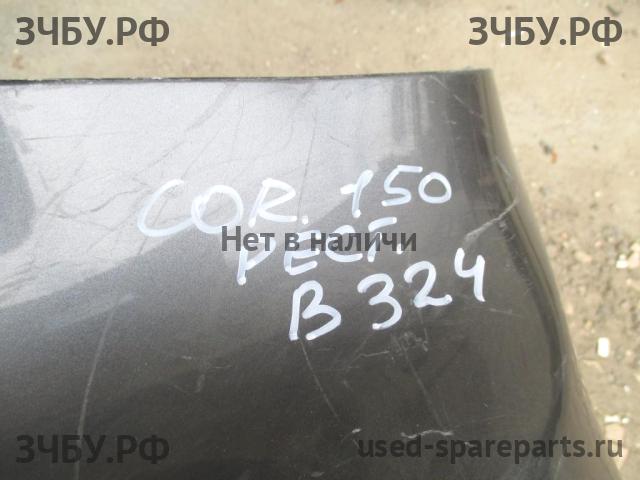 ЗЧБУ.РФ ЗЧБУ.РФ
COR. 150
Нет в наличи
РЕСТ
B 324
ЗЧБУ.РФ used-spareparts.ru